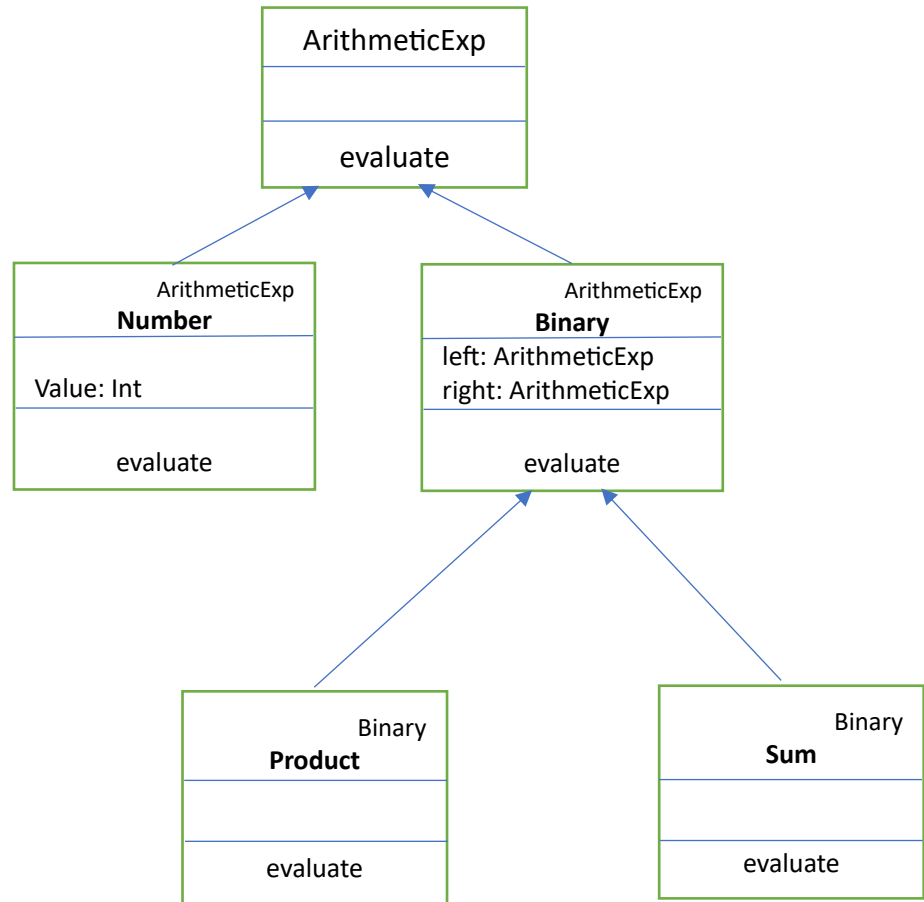 ArithmeticExp
evaluate
ArithmeticExp
Number
Value: Int
evaluate
ArithmeticExp
Binary
left: ArithmeticExp
right: ArithmeticExp
evaluate
Binary
Product
evaluate
Binary
Sum
evaluate